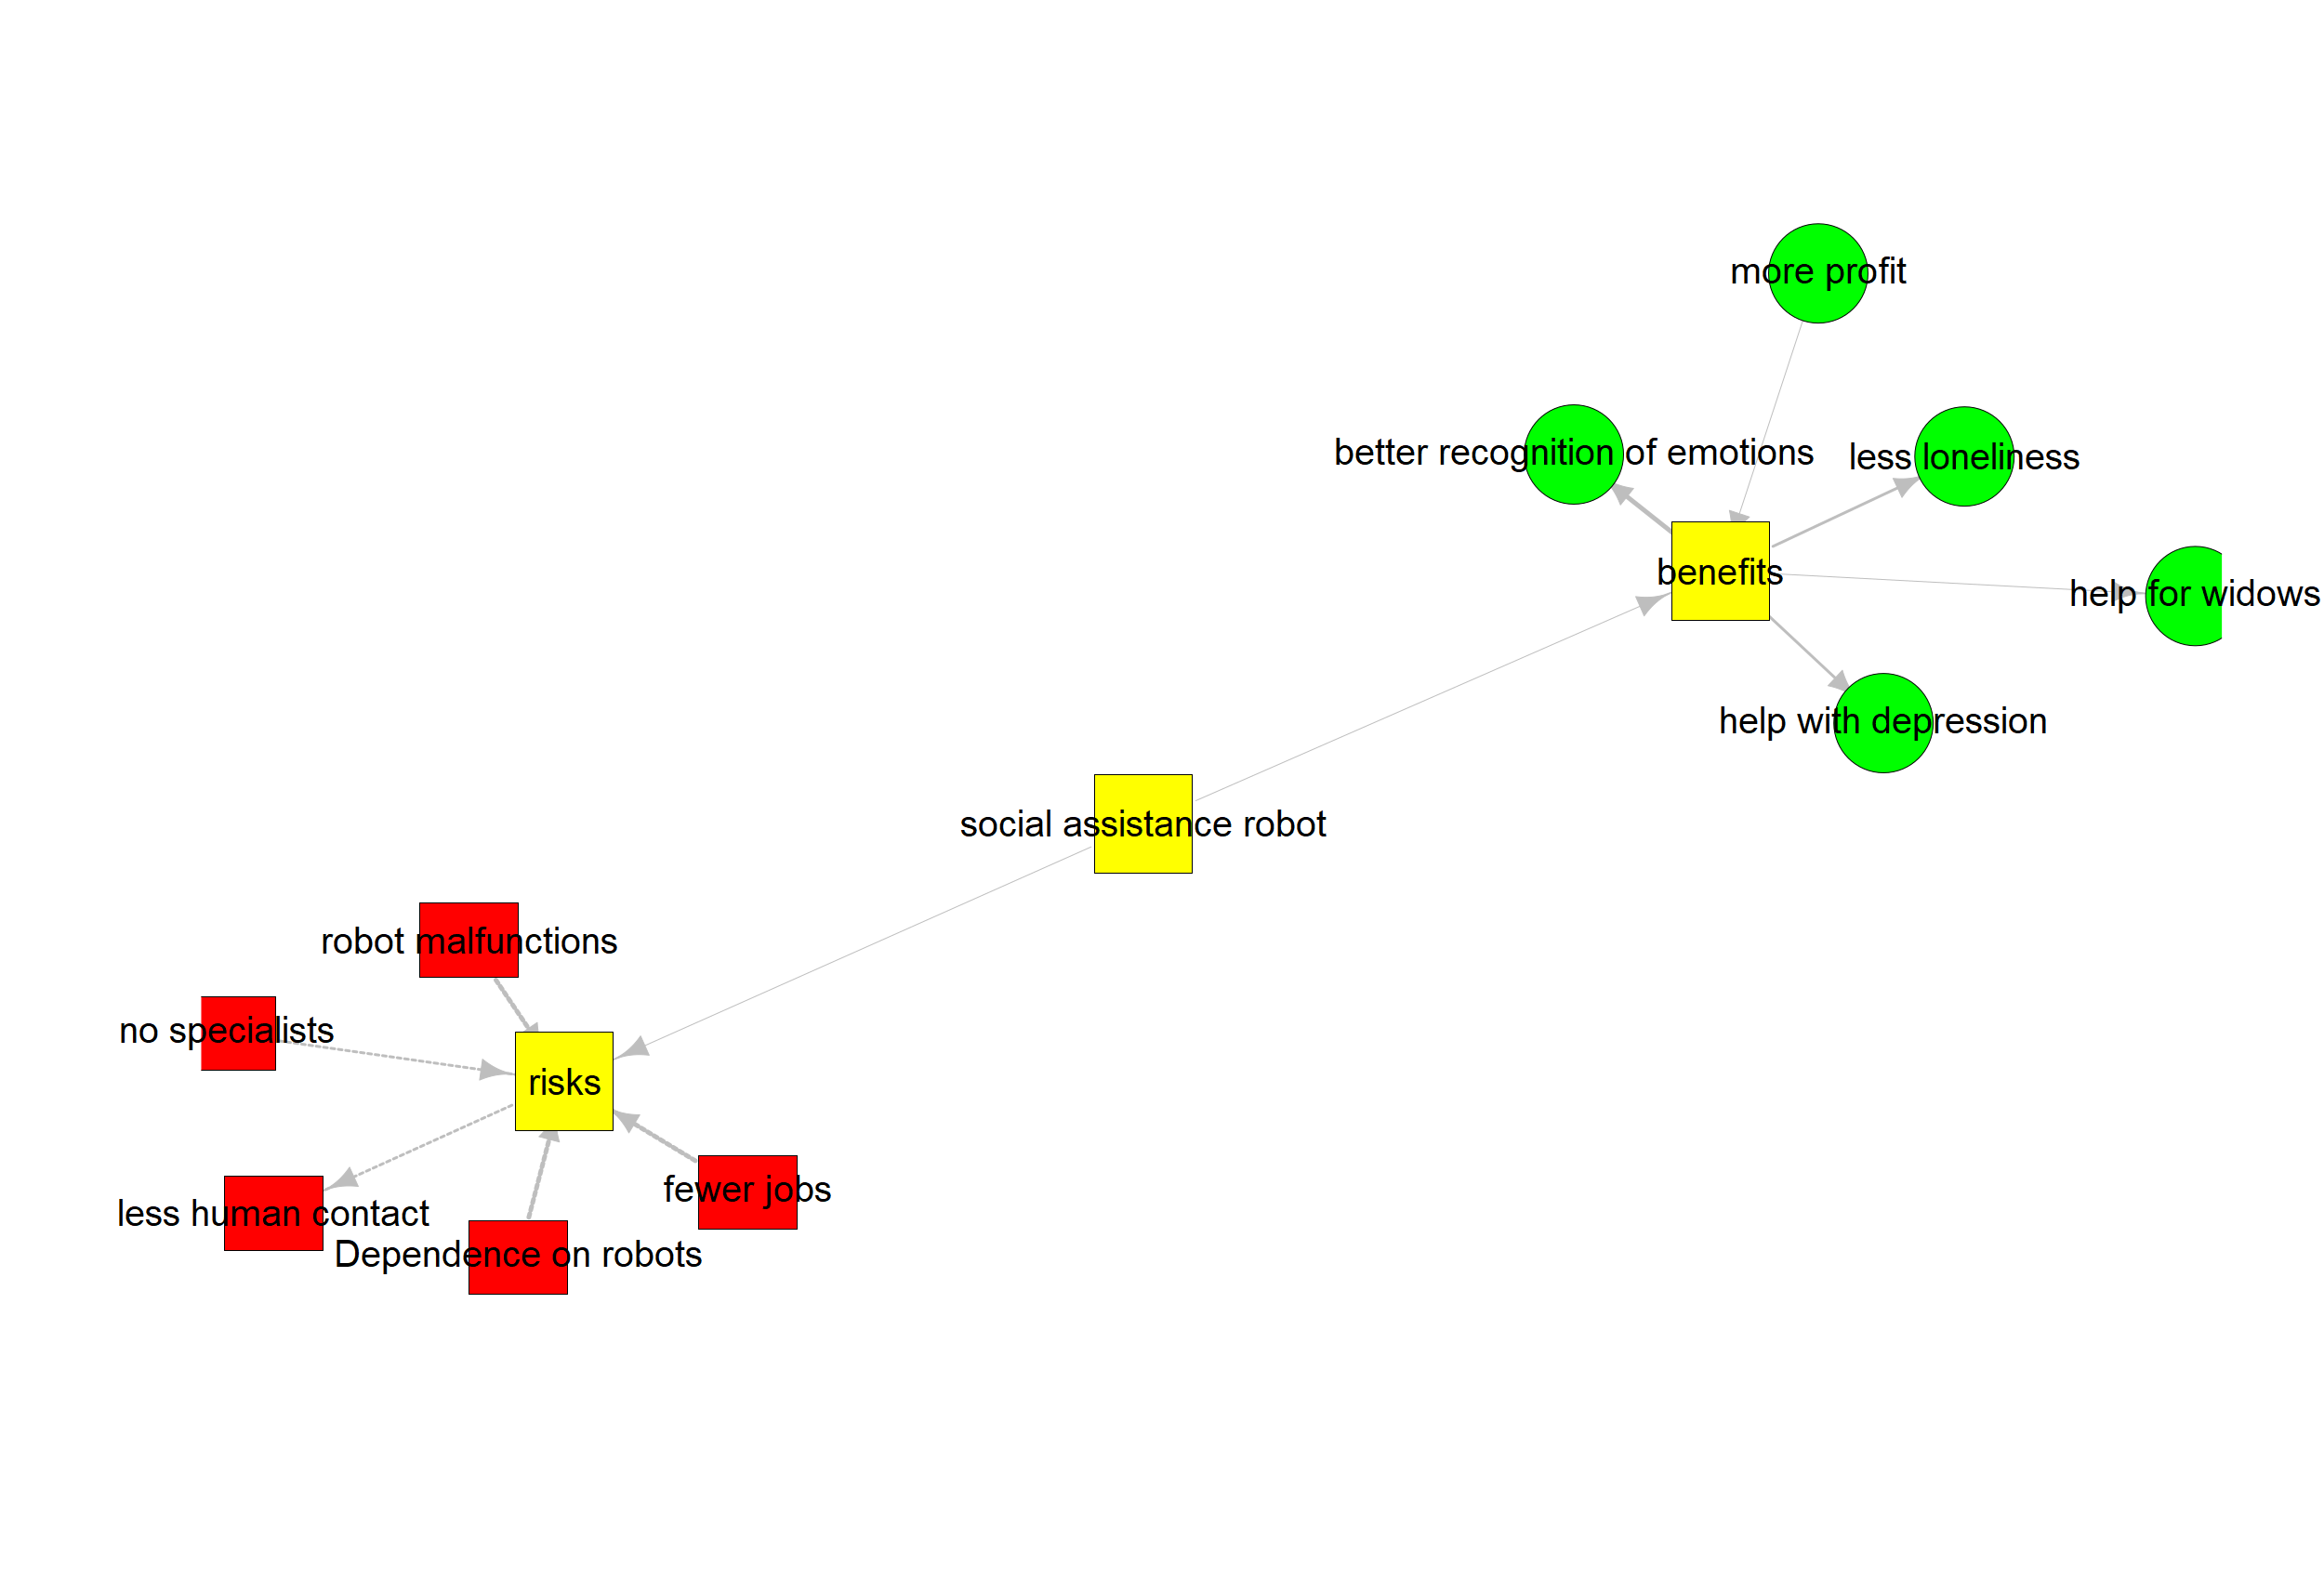 more profit
better recognition of emotions
less loneliness
benefits
help for widows
help with depression
social assistance robot
robot malfunctions
no specialists
risks
fewer jobs
less human contact
Dependence on robots